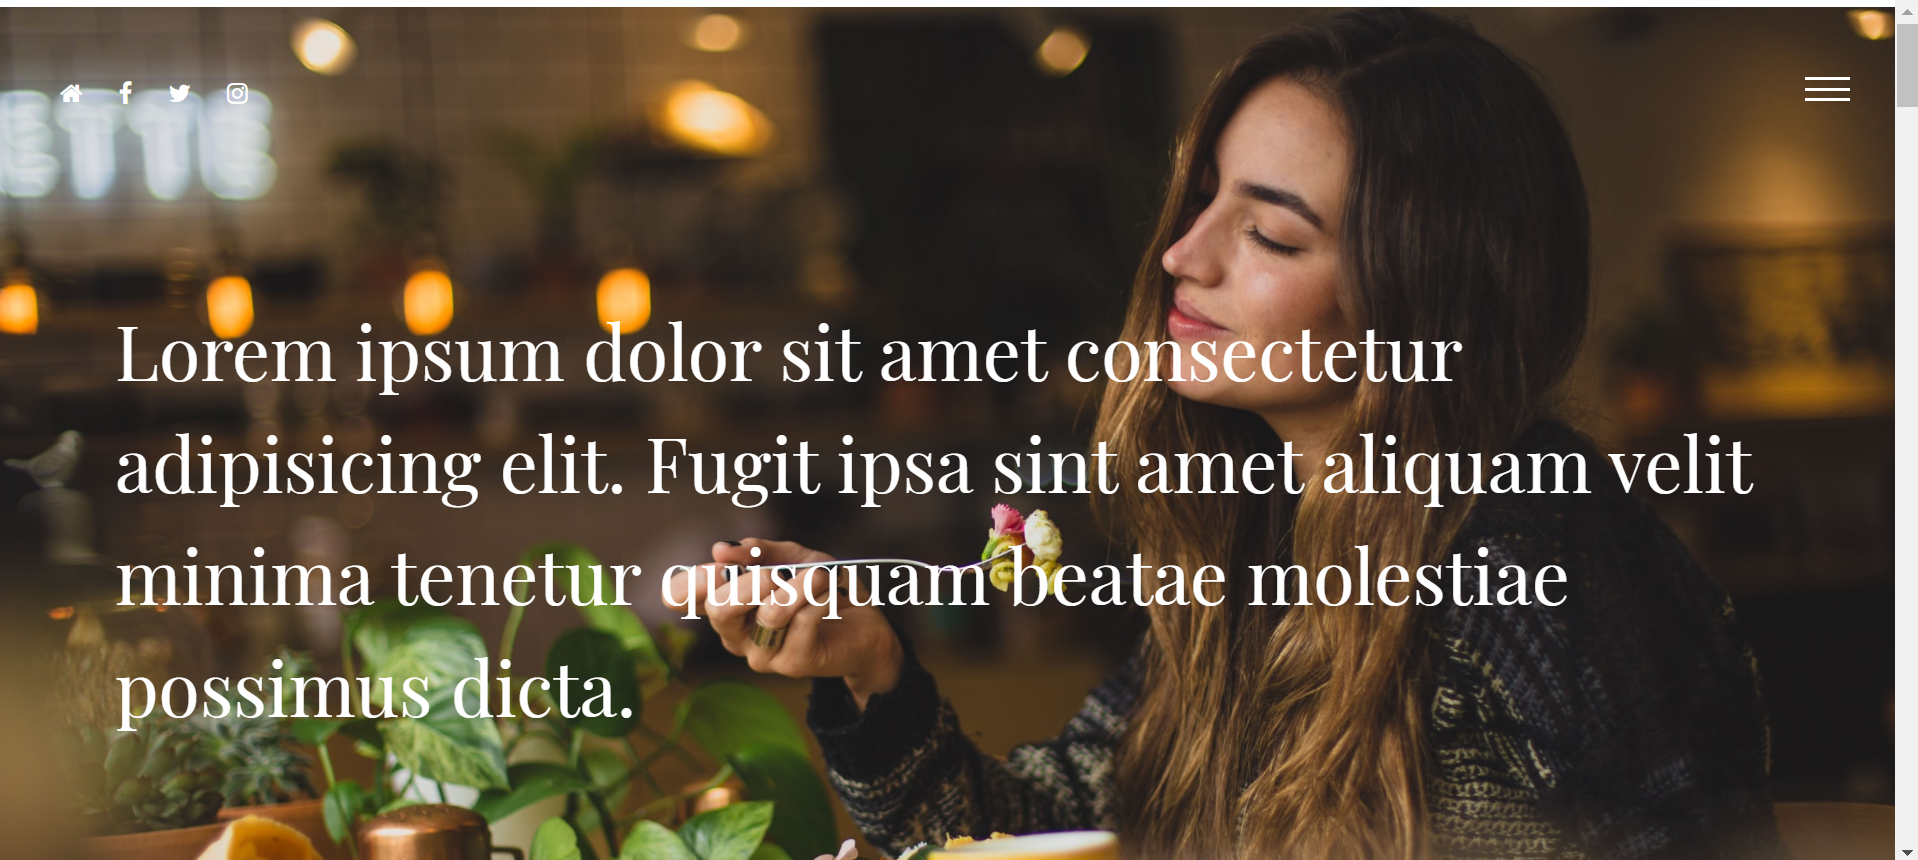 ETTE
Lorem ipsum dolor sit amet consectetur
adipisicing elit. Fugit ipsa sint amet aliquam velit
minima tenetur quisquam beatae molestiae
possimus dicta.